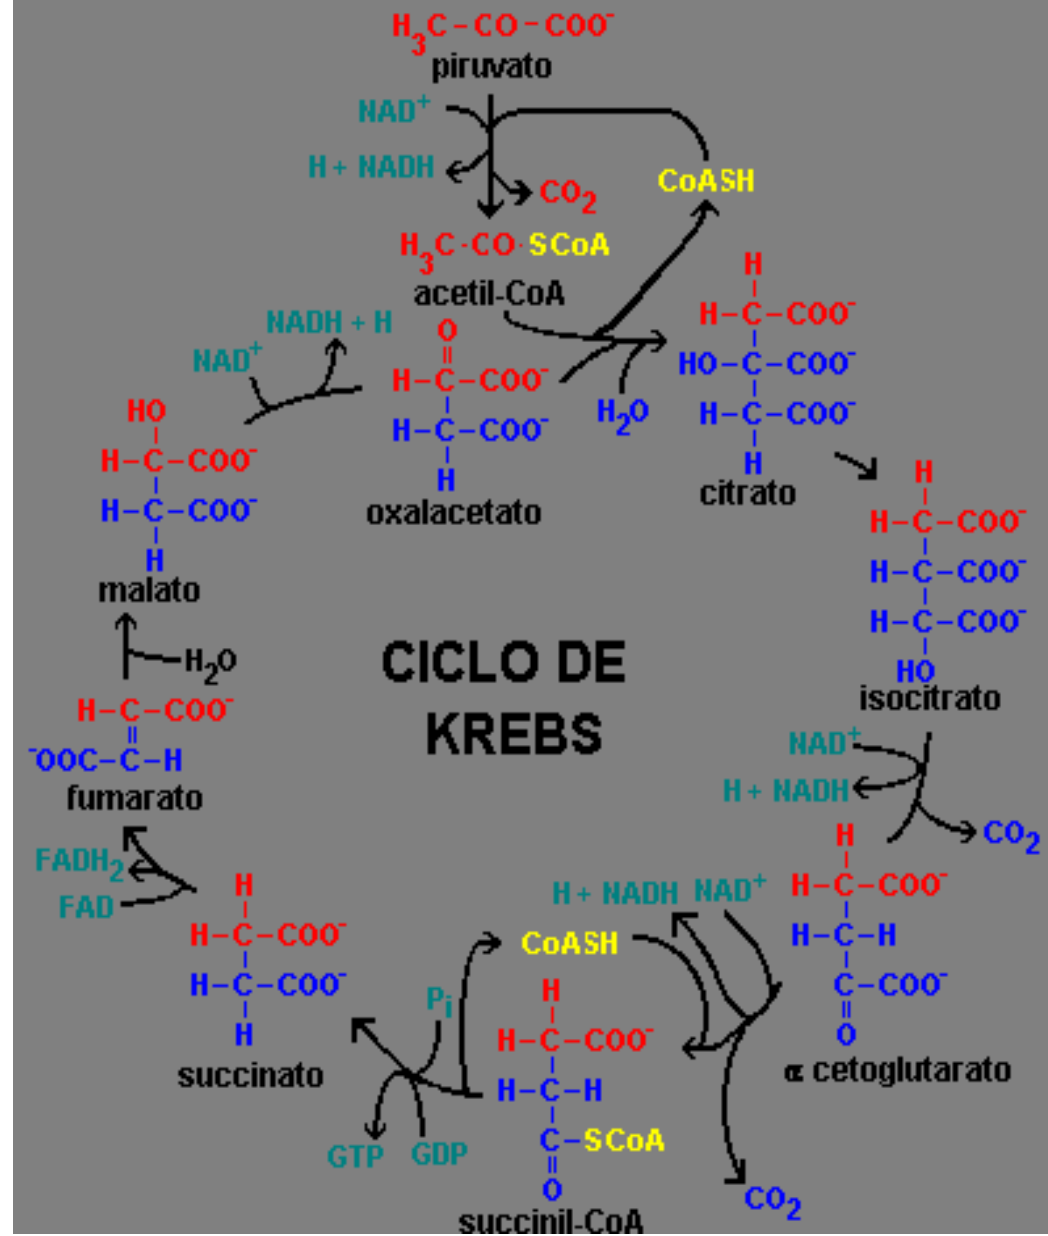 H3C-CO-COO-
piruvato
NAD+
H + NADH
CO2
CoASH
H3C·CO·SCoA
acetil-CoA
NADH + H
NAD+
O
H-C-COO-
H-C-COO-
H
oxalacetato
H2O
H
H-C-COO-
HO-C-COO-
H-C-COO-
H
citrato
HO
H-C-COO-
H-C-COO-
H
malato
H
H-C-COO-
H-C-COO-
H-C-COO-
HO
isocitrato
CICLO DE
KREBS
H2O
H-C-COO-
-OOC-C-H
fumarato
NAD+
H + NADH
CO2
FADH2
FAD
H
H-C-COO-
H-C-COO-
H
succinato
H + NADH
NAD+
CoASH
Pi
H
H-C-COO-
H-C-H
C-COO-
O
α cetoglutarato
H
H-C-COO-
H-C-H
C-SCoA
O
succinil-CoA
GTP
GDP
CO2